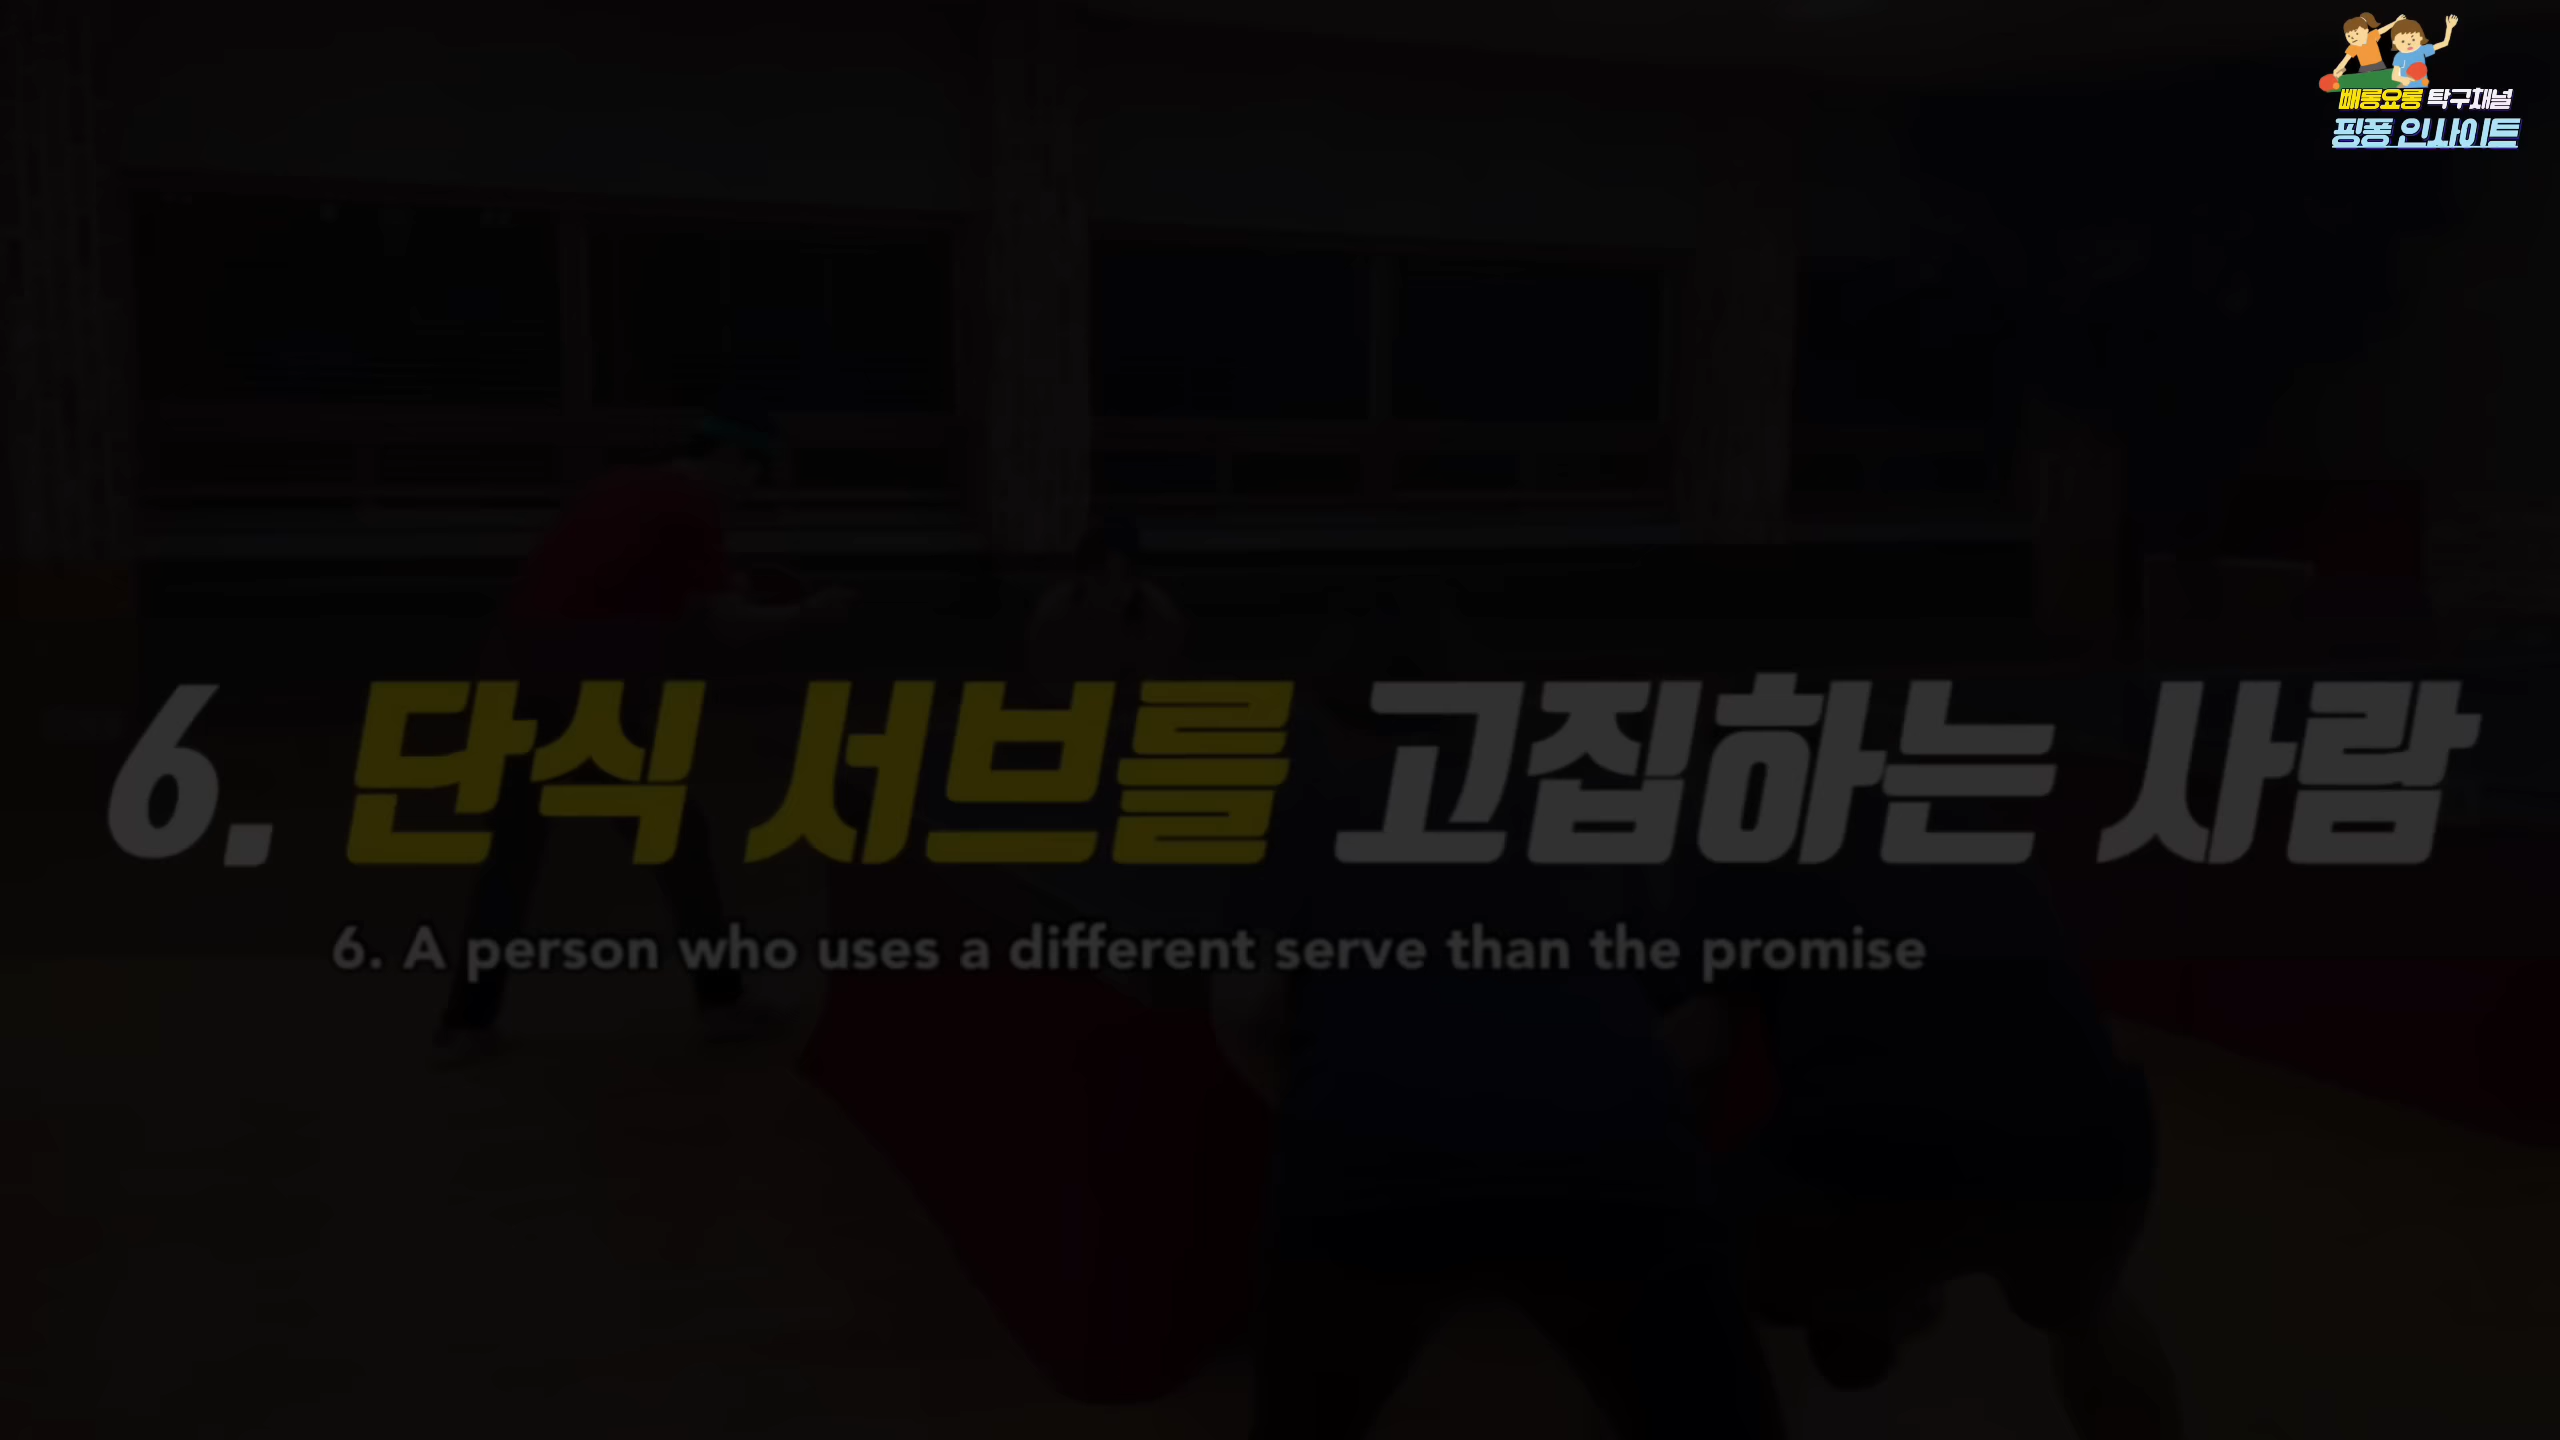 빼롱요롱 탁구채널
핑퐁 인사이트
6. 단식 서브를 고집하는 사람
6. A person who uses a different serve than the promise